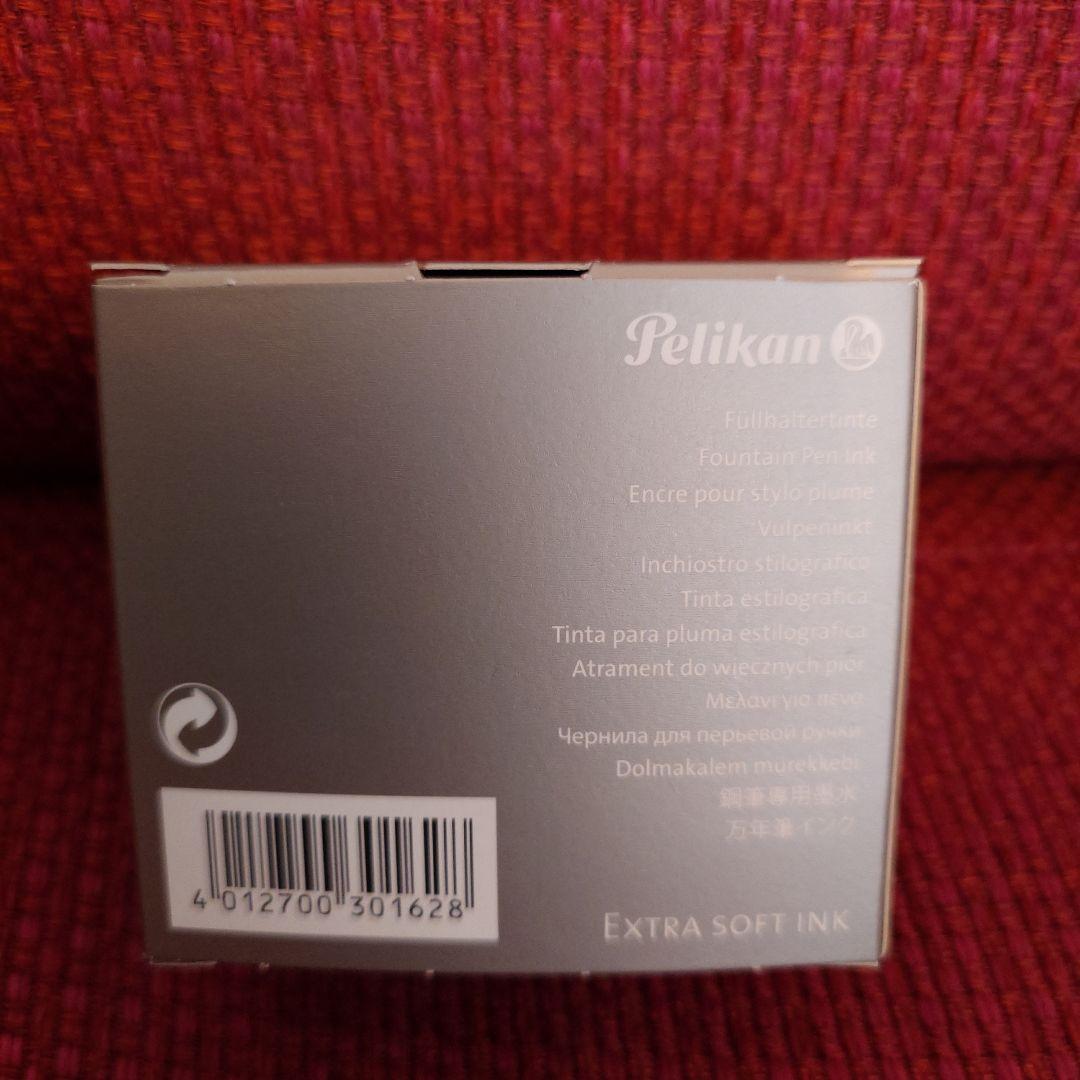 Pelikan
Füllhaltertinte
Fountain Pen Ink
Encre pour stylo plume
Vulpeninkt
Inchiostro stilografico
Tinta estilográfica
Tinta para pluma estilográfica
Atrament do wiecznych piór
Μελάνι για πένα
Чернила для перьевой ручки
Dolmakalem mürekkebi
鋼筆專用墨水
万年筆インク
4 012700 301628
EXTRA SOFT INK